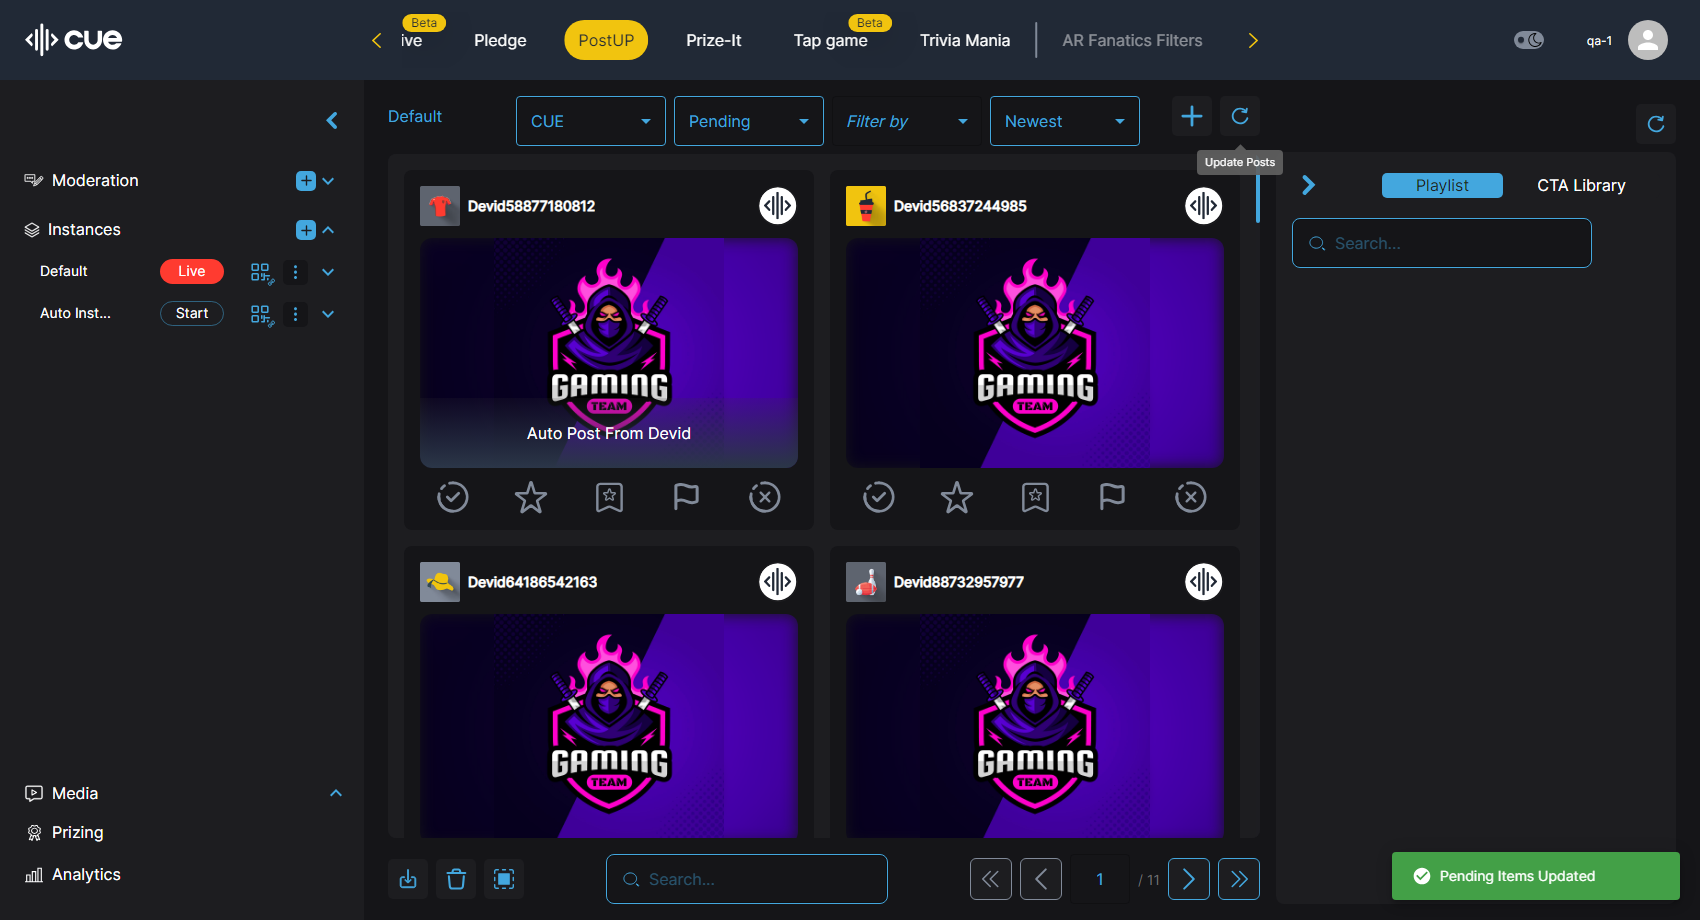 cue
Beta
ive
Pledge
PostUP
Prize-It
Beta
Tap game
Trivia Mania
AR Fanatics Filters
qa-1
Default
CUE
Pending
Filter by
Newest
Update Posts
Moderation
Instances
Default
Live
Auto Inst...
Start
Media
Prizing
Analytics
Devid58877180812
GAMING
TEAM
Auto Post From Devid
Devid56837244985
GAMING
TEAM
Devid64186542163
GAMING
TEAM
Devid88732957977
GAMING
TEAM
Playlist
CTA Library
Search...
Search...
1
/ 11
Pending Items Updated